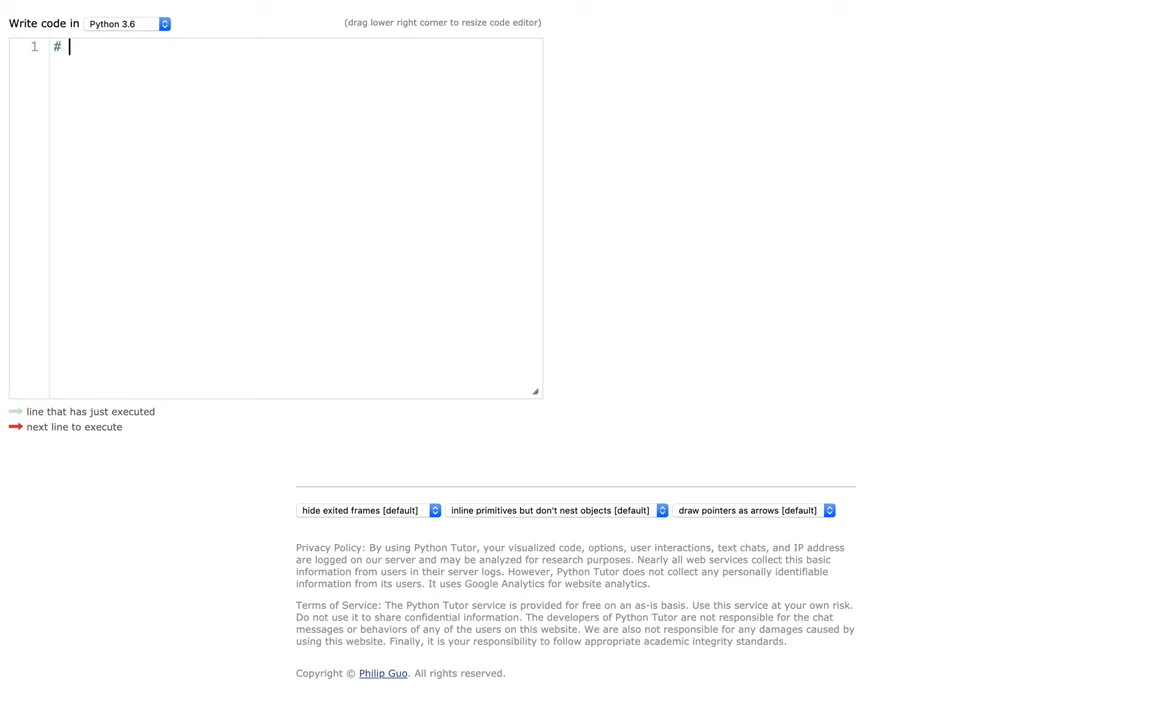 Write code in Python 3.6 (drag lower right corner to resize code editor)
1 #
line that has just executed
next line to execute
hide exited frames [default] inline primitives but don't nest objects [default] draw pointers as arrows [default]
Privacy Policy: By using Python Tutor, your visualized code, options, user interactions, text chats, and IP address
are logged on our server and may be analyzed for research purposes. Nearly all web services collect this basic
information from users in their server logs. However, Python Tutor does not collect any personally identifiable
information from its users. It uses Google Analytics for website analytics.
Terms of Service: The Python Tutor service is provided for free on an as-is basis. Use this service at your own risk.
Do not use it to share confidential information. The developers of Python Tutor are not responsible for the chat
messages or behaviors of any of the users on this website. We are also not responsible for any damages caused by
using this website. Finally, it is your responsibility to follow appropriate academic integrity standards.
Copyright © Philip Guo. All rights reserved.